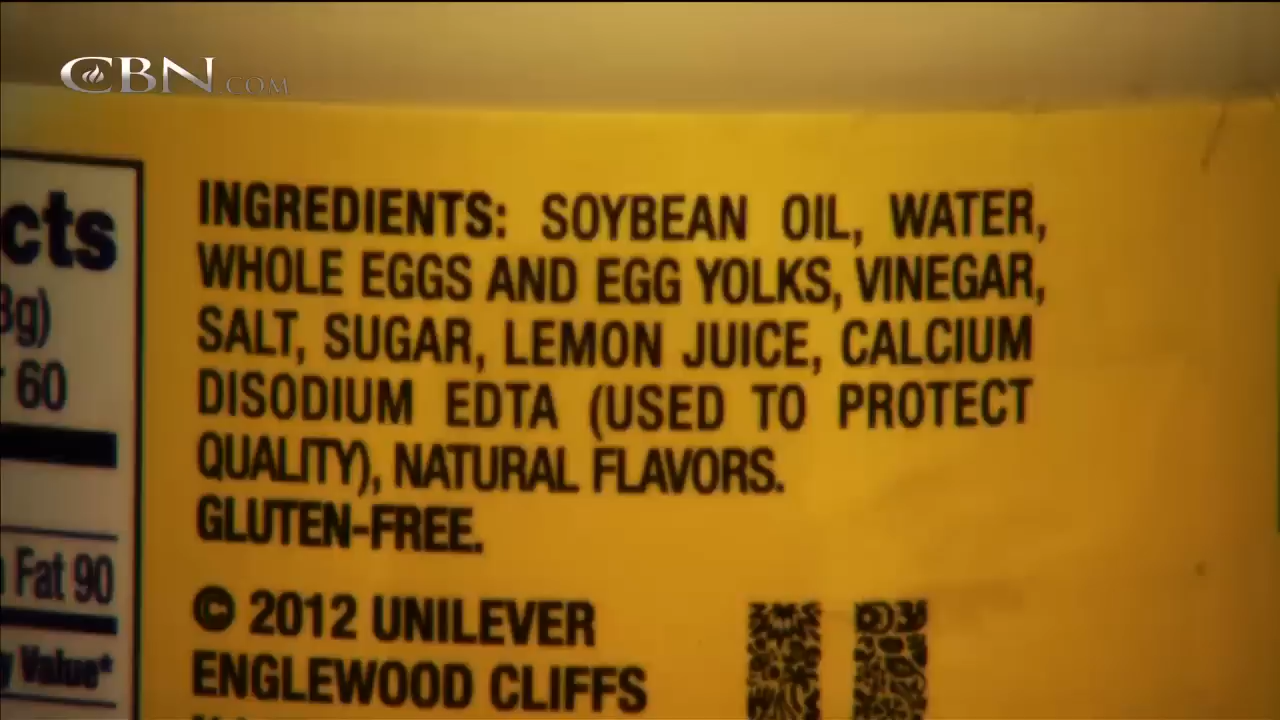 CBN.COM
cts
3g)
60
Fat 90
Value*
INGREDIENTS: SOYBEAN OIL, WATER,
WHOLE EGGS AND EGG YOLKS, VINEGAR,
SALT, SUGAR, LEMON JUICE, CALCIUM
DISODIUM EDTA (USED TO PROTECT
QUALITY), NATURAL FLAVORS.
GLUTEN-FREE.
© 2012 UNILEVER
ENGLEWOOD CLIFFS